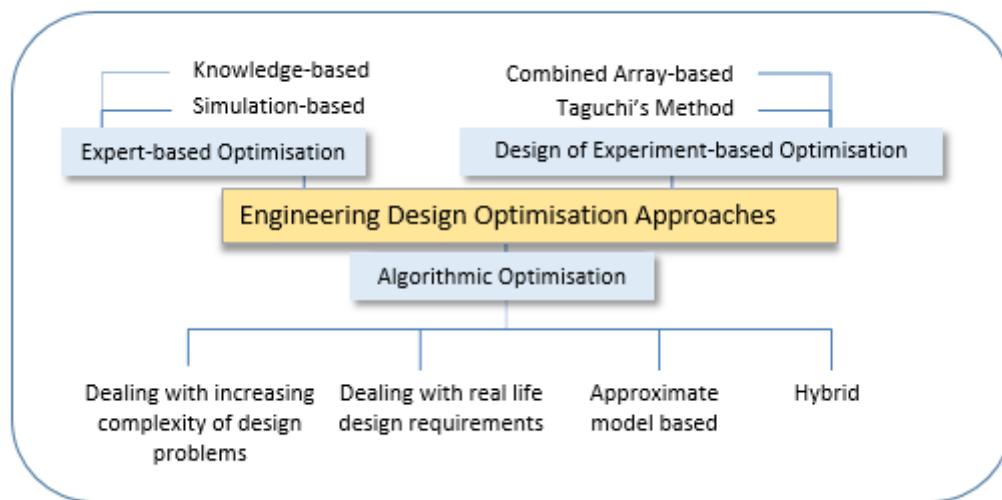 Knowledge-based
Simulation-based
Expert-based Optimisation
Combined Array-based
Taguchi’s Method
Design of Experiment-based Optimisation
Engineering Design Optimisation Approaches
Algorithmic Optimisation
Dealing with increasing
complexity of design
problems
Dealing with real life
design requirements
Approximate
model based
Hybrid